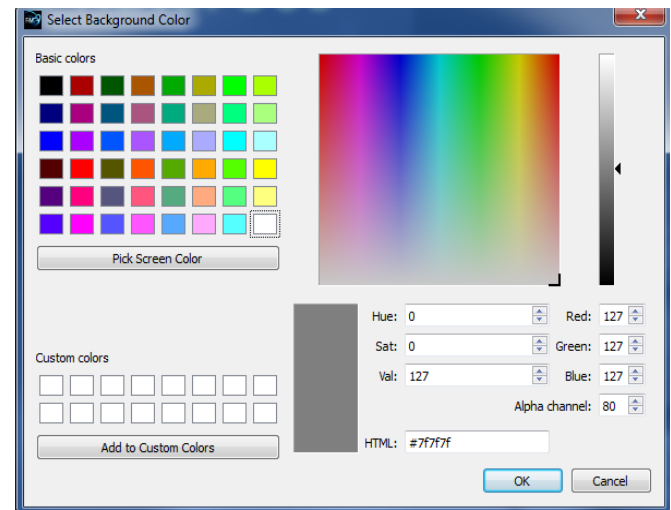 Select Background Color
Basic colors
Pick Screen Color
Custom colors
Add to Custom Colors
Hue: 0
Red: 127
Sat: 0
Green: 127
Val: 127
Blue: 127
Alpha channel: 80
HTML: #7f7f7f
OK
Cancel